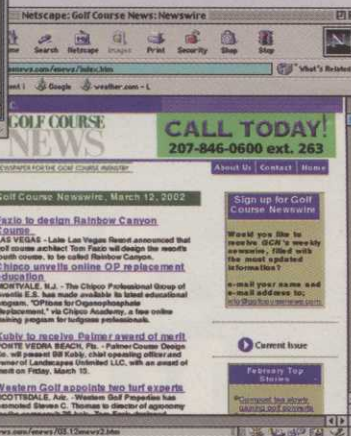 Netscape: Golf Course News: Newswire
Search Netscape Images Print Security Shop Stop
What's Related
Google weather.com - L
GOLF COURSE
NEWS
NEWSPAPER FOR THE GOLF COURSE INDUSTRY
CALL TODAY!
207-846-0600 ext. 263
About Us Contact Home
Golf Course Newswire, March 12, 2002
Fazio to design Rainbow Canyon
Course
LAS VEGAS - Lake Las Vegas Resort announced that
golf course architect Tom Fazio will design the resort's
fourth course, to be called Rainbow Canyon.
Chipco unveils online OP replacement
education
MONTVALE, N.J. - The Chipco Professional Group of
Aventis E.S. has made available its latest educational
program, "OPtions for Organophosphate
Replacement," via Chipco Academy, a free online
training program for turfgrass professionals.
Kubly to receive Palmer award of merit
PONTE VEDRA BEACH, Fla. - Palmer Course Design
Co. will present Bill Kubly, chief operating officer and
owner of Landscapes Unlimited LLC, with an award of
merit on Friday, March 15.
Western Golf appoints two turf experts
SCOTTSDALE, Ariz. - Western Golf Properties has
promoted Steven C. Thomas to director of agronomy
Sign up for Golf
Course Newswire
Would you like to
receive GCN's weekly
newswire, filled with
the most updated
information?
e-mail your name and
e-mail address to:
Current Issue
February Top
Stories